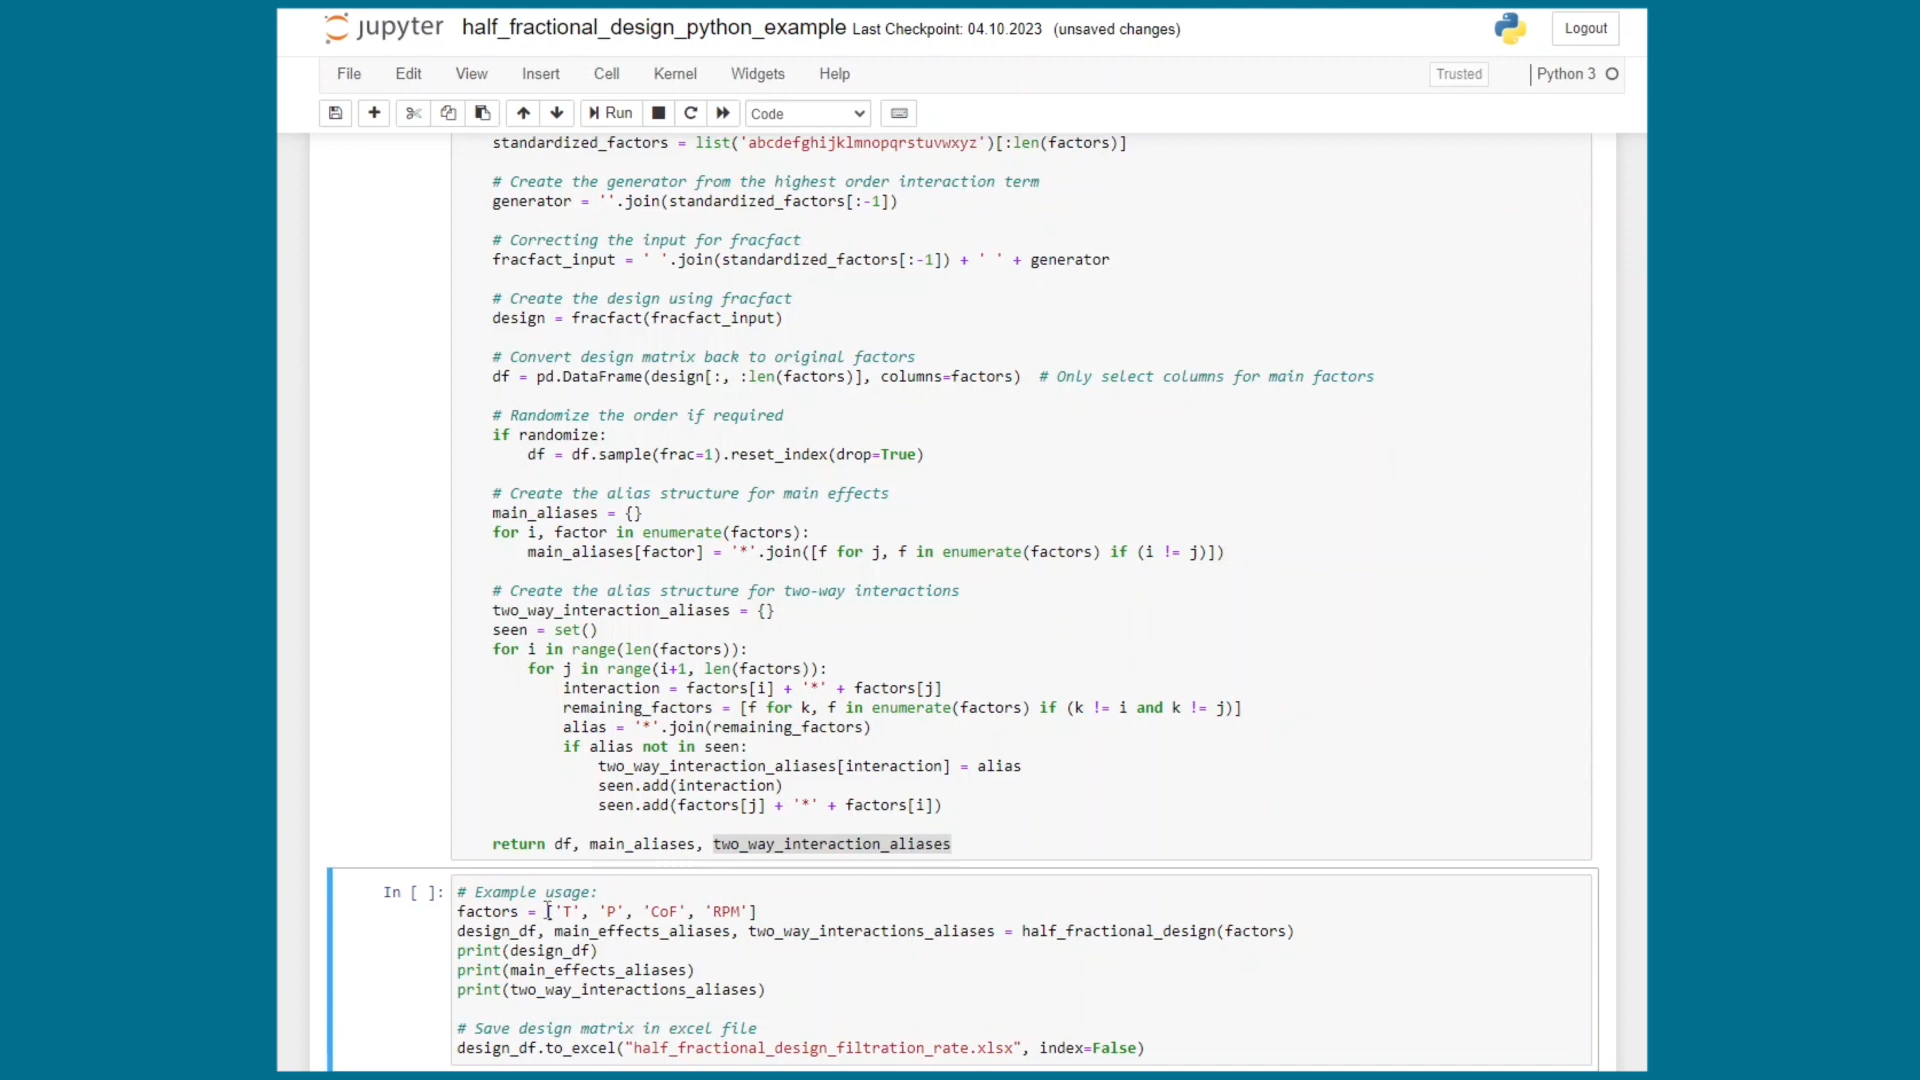 jupyter half_fractional_design_python_example Last Checkpoint: 04.10.2023 (unsaved changes) Logout
File Edit View Insert Cell Kernel Widgets Help Trusted Python 3
Run Code
standardized_factors = list('abcdefghijklmnopqrstuvwxyz')[:len(factors)]
# Create the generator from the highest order interaction term
generator = ''.join(standardized_factors[:-1])
# Correcting the input for fracfact
fracfact_input = ' '.join(standardized_factors[:-1]) + ' ' + generator
# Create the design using fracfact
design = fracfact(fracfact_input)
# Convert design matrix back to original factors
df = pd.DataFrame(design[:, :len(factors)], columns=factors)  # Only select columns for main factors
# Randomize the order if required
if randomize:
    df = df.sample(frac=1).reset_index(drop=True)
# Create the alias structure for main effects
main_aliases = {}
for i, factor in enumerate(factors):
    main_aliases[factor] = '*'.join([f for j, f in enumerate(factors) if (i != j)])
# Create the alias structure for two-way interactions
two_way_interaction_aliases = {}
seen = set()
for i in range(len(factors)):
    for j in range(i+1, len(factors)):
        interaction = factors[i] + '*' + factors[j]
        remaining_factors = [f for k, f in enumerate(factors) if (k != i and k != j)]
        alias = '*'.join(remaining_factors)
        if alias not in seen:
            two_way_interaction_aliases[interaction] = alias
            seen.add(interaction)
            seen.add(factors[j] + '*' + factors[i])
return df, main_aliases, two_way_interaction_aliases
In [ ]: # Example usage:
factors = ['T', 'P', 'CoF', 'RPM']
design_df, main_effects_aliases, two_way_interactions_aliases = half_fractional_design(factors)
print(design_df)
print(main_effects_aliases)
print(two_way_interactions_aliases)
# Save design matrix in excel file
design_df.to_excel("half_fractional_design_filtration_rate.xlsx", index=False)